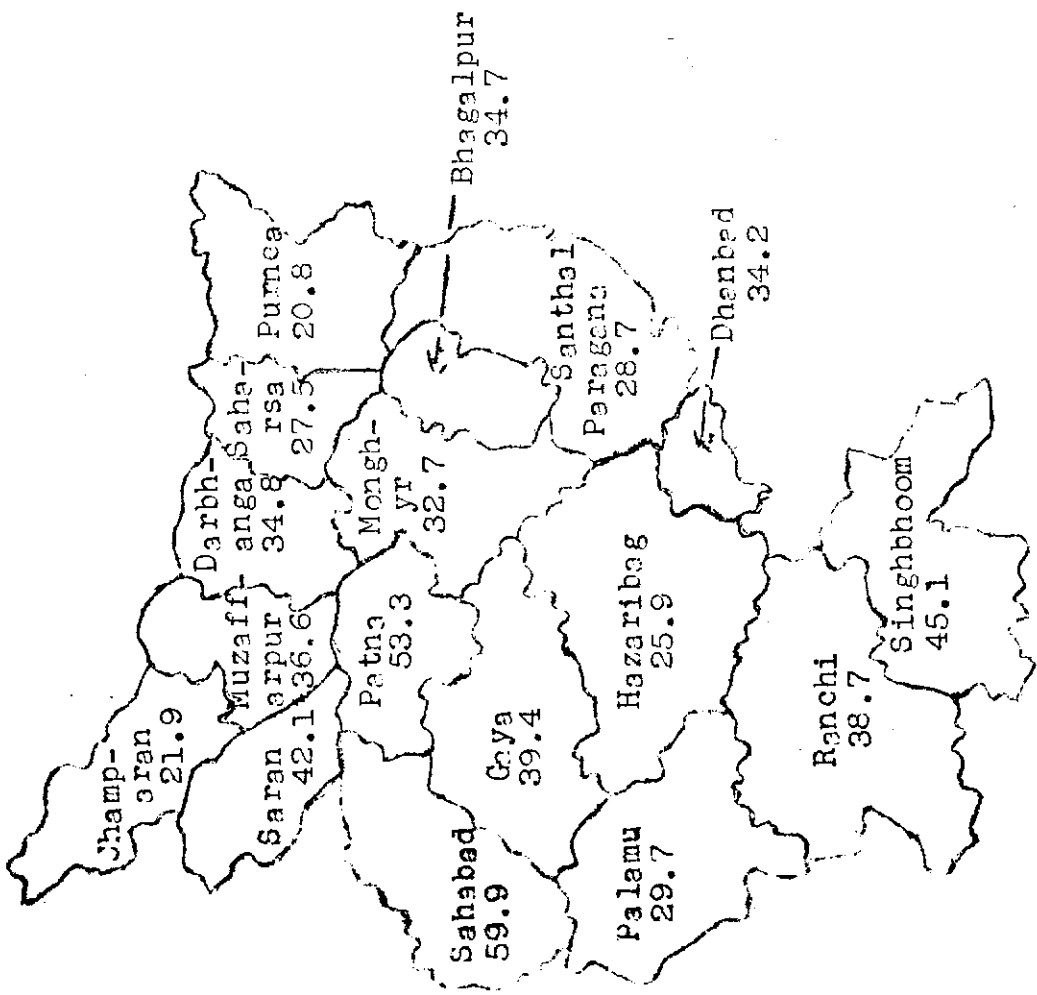 Champ-
aran
21.9
Saran
42.1
Muzaff-
arpur
36.6
Darbh-
anga
34.8
Saha-
rsa
27.5
Purnea
20.8
Sahabad
59.9
Patna
53.3
Mongh-
yr
32.7
Bhagalpur
34.7
Gaya
39.4
Santhal
Paragana
28.7
Palamu
29.7
Hazaribag
25.9
Dhanbad
34.2
Ranchi
38.7
Singhbhoom
45.1